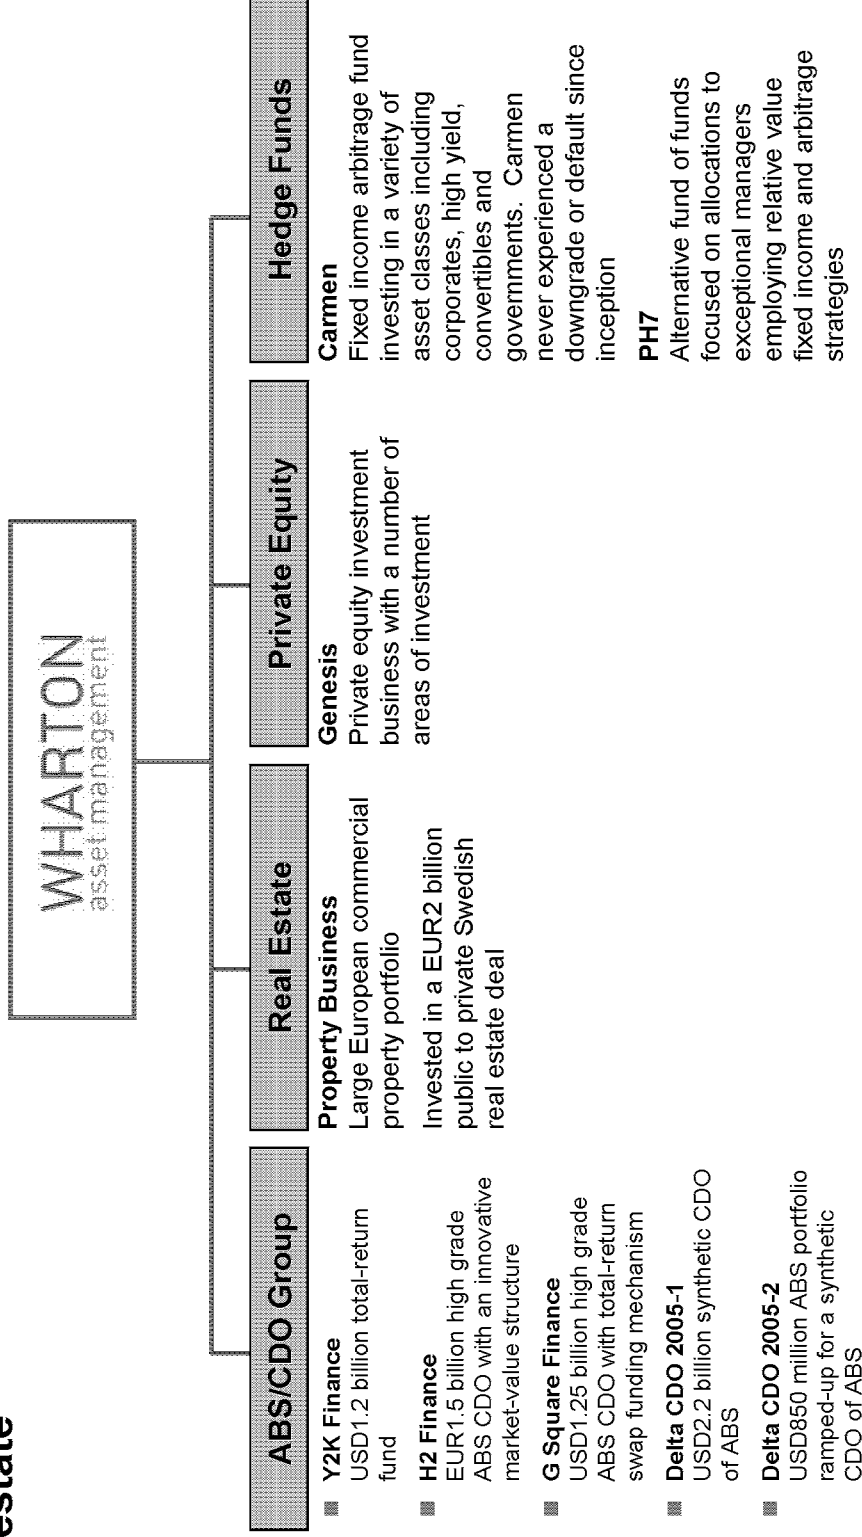 estate
WHARTON
asset management
ABS/CDO Group
Y2K Finance
USD1.2 billion total-return
fund
H2 Finance
EUR1.5 billion high grade
ABS CDO with an innovative
market-value structure
G Square Finance
USD1.25 billion high grade
ABS CDO with total-return
swap funding mechanism
Delta CDO 2005-1
USD2.2 billion synthetic CDO
of ABS
Delta CDO 2005-2
USD850 million ABS portfolio
ramped-up for a synthetic
CDO of ABS
Real Estate
Property Business
Large European commercial
property portfolio
Invested in a EUR2 billion
public to private Swedish
real estate deal
Private Equity
Genesis
Private equity investment
business with a number of
areas of investment
Hedge Funds
Carmen
Fixed income arbitrage fund
investing in a variety of
asset classes including
corporates, high yield,
convertibles and
governments. Carmen
never experienced a
downgrade or default since
inception
PH7
Alternative fund of funds
focused on allocations to
exceptional managers
employing relative value
fixed income and arbitrage
strategies